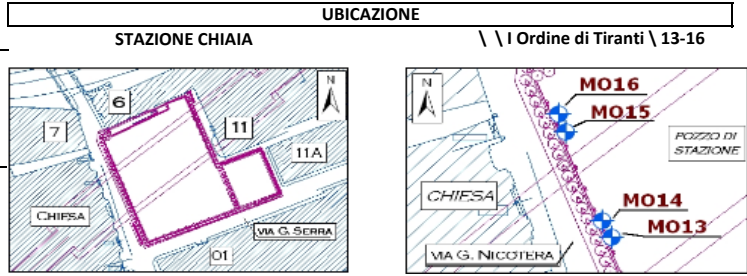 UBICAZIONE
STAZIONE CHIAIA
\ \ I Ordine di Tiranti \ 13-16
6
N
7
11
11A
CHIESA
VIA G. SERRA
01
N
MO16
MO15
POZZO DI
STAZIONE
CHIESA
MO14
MO13
VIA G. NICOTERA